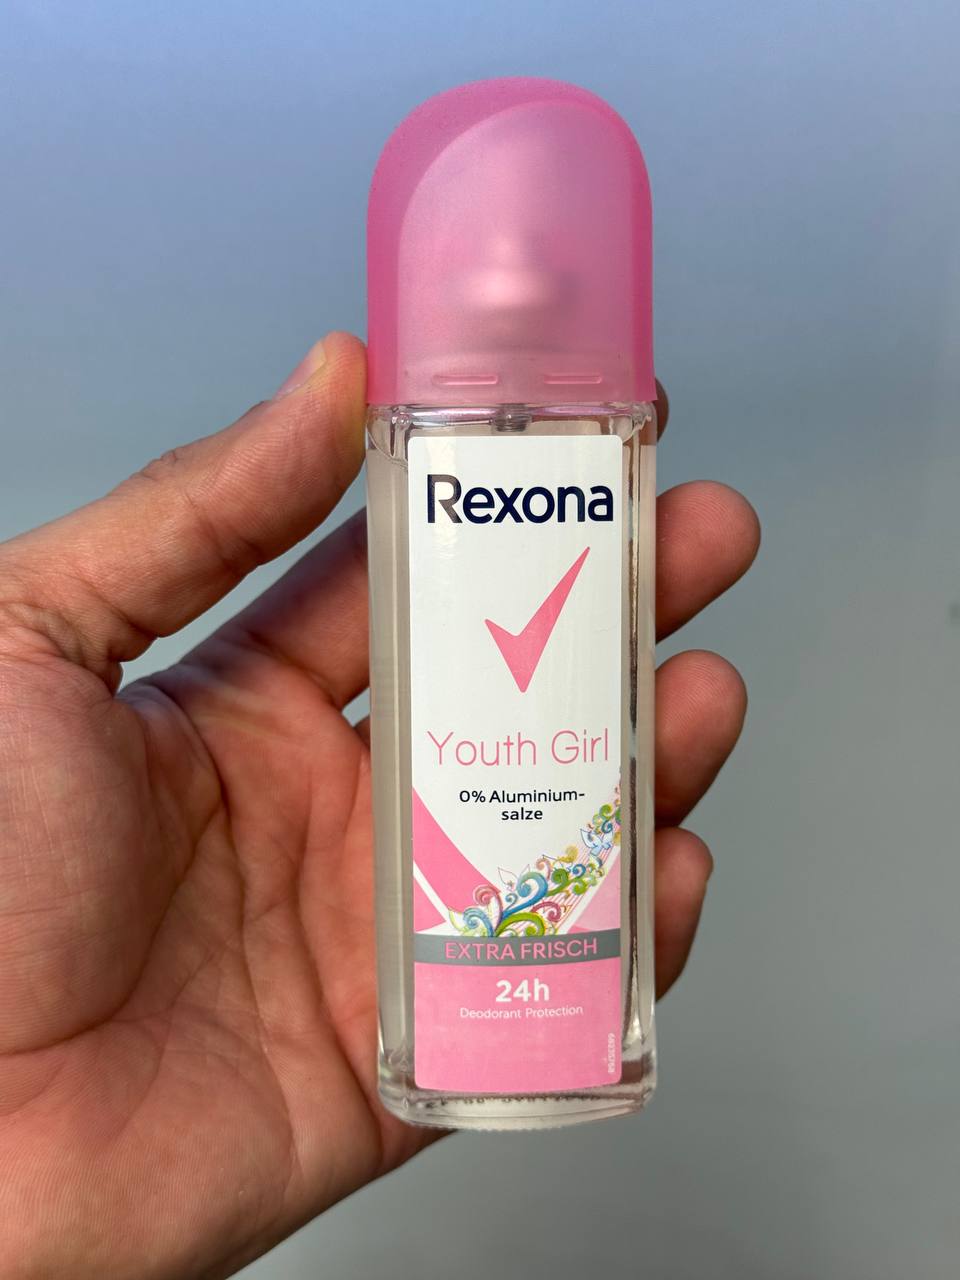 Rexona
Youth Girl
0% Aluminium-
salze
EXTRA FRISCH
24h
Deodorant Protection